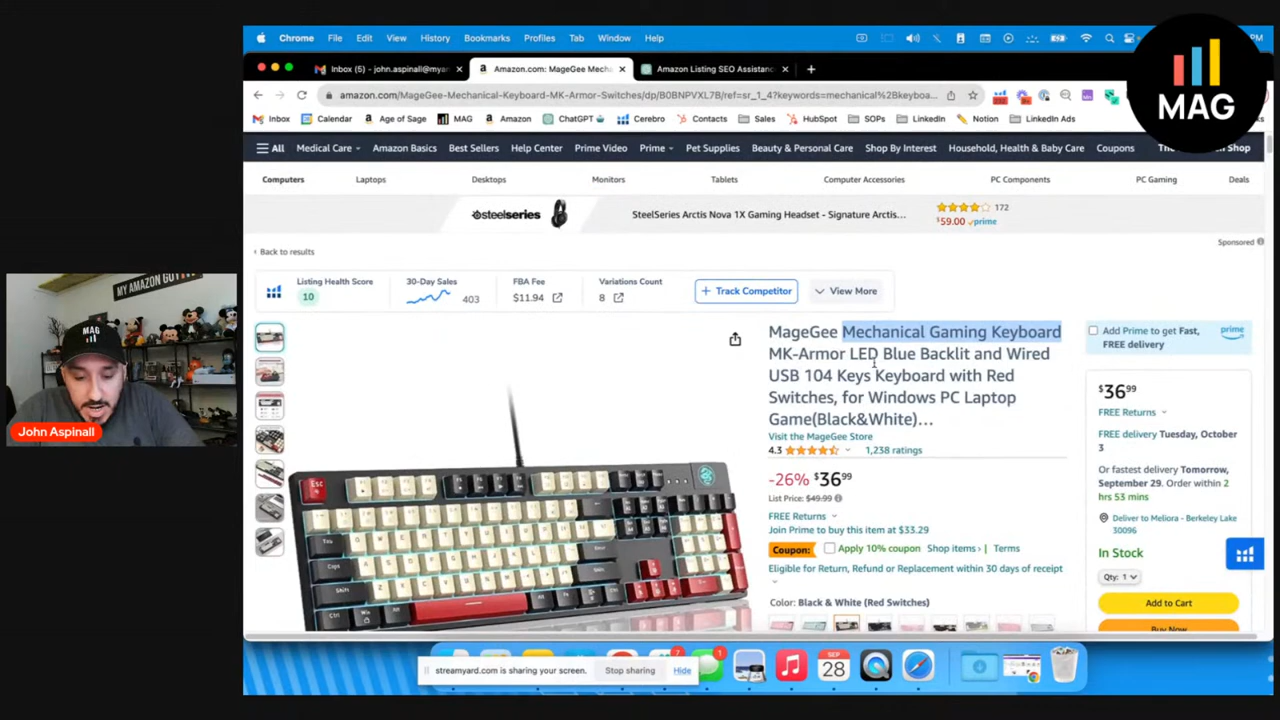 Chrome File Edit View History Bookmarks Profiles Tab Window Help
Inbox (5) - john.aspinall@mya Amazon.com: MageGee Mech Amazon Listing SEO Assistanc
amazon.com/MageGee-Mechanical-Keyboard-MK-Armor-Switches/dp/B0BNPVXL7B/ref=sr_1_4?keywords=mechanical%2Bkeyboa...
Inbox Calendar Age of Sage MAG Amazon ChatGPT Cerebro Contacts Sales HubSpot SOPs LinkedIn Notion LinkedIn Ads
MAG
All Medical Care Amazon Basics Best Sellers Help Center Prime Video Prime Pet Supplies Beauty & Personal Care Shop By Interest Household, Health & Baby Care Coupons Shop
Computers Laptops Desktops Monitors Tablets Computer Accessories PC Components PC Gaming Deals
steelseries SteelSeries Arctis Nova 1X Gaming Headset - Signature Arctis... 172
$59.00 prime
Sponsored
‹ Back to results
Listing Health Score 30-Day Sales FBA Fee Variations Count
10 403 $11.94 8
+ Track Competitor View More
MageGee Mechanical Gaming Keyboard
MK-Armor LED Blue Backlit and Wired
USB 104 Keys Keyboard with Red
Switches, for Windows PC Laptop
Game(Black&White)...
Visit the MageGee Store
4.3 1,238 ratings
-26% $36 99
List Price: $49.99
FREE Returns
Join Prime to buy this item at $33.29
Coupon: Apply 10% coupon Shop items › | Terms
Eligible for Return, Refund or Replacement within 30 days of receipt
Color: Black & White (Red Switches)
Add Prime to get Fast,
FREE delivery prime
$36 99
FREE Returns
FREE delivery Tuesday, October
3
Or fastest delivery Tomorrow,
September 29. Order within 2
hrs 53 mins
Deliver to Meliora - Berkeley Lake
30096
In Stock
Qty: 1
Add to Cart
Buy Now
MY AMAZON GUY
MAG
John Aspinall
streamyard.com is sharing your screen. Stop sharing Hide
7
1
SEP
28